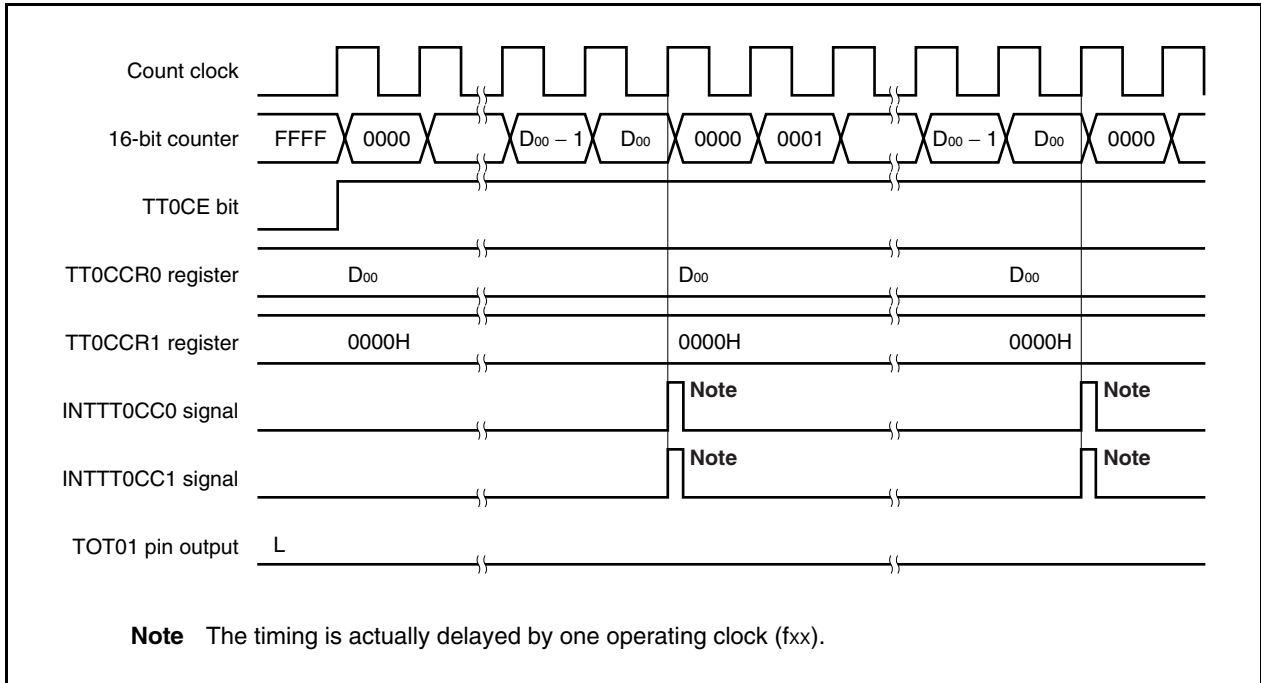 Count clock
16-bit counter FFFF 0000 D00 − 1 D00 0000 0001 D00 − 1 D00 0000
TT0CE bit
TT0CCR0 register D00 D00 D00
TT0CCR1 register 0000H 0000H 0000H
INTTT0CC0 signal Note Note
INTTT0CC1 signal Note Note
TOT01 pin output L
Note The timing is actually delayed by one operating clock (fxx).